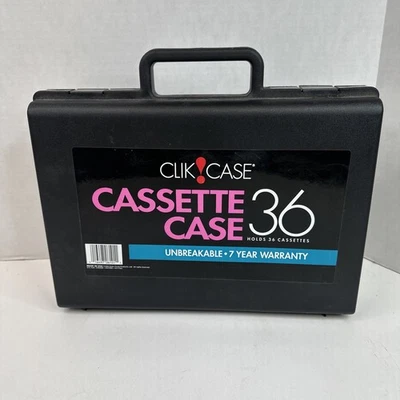 CLIK!CASE®
CASSETTE
CASE 36
HOLDS 36 CASSETTES
UNBREAKABLE • 7 YEAR WARRANTY